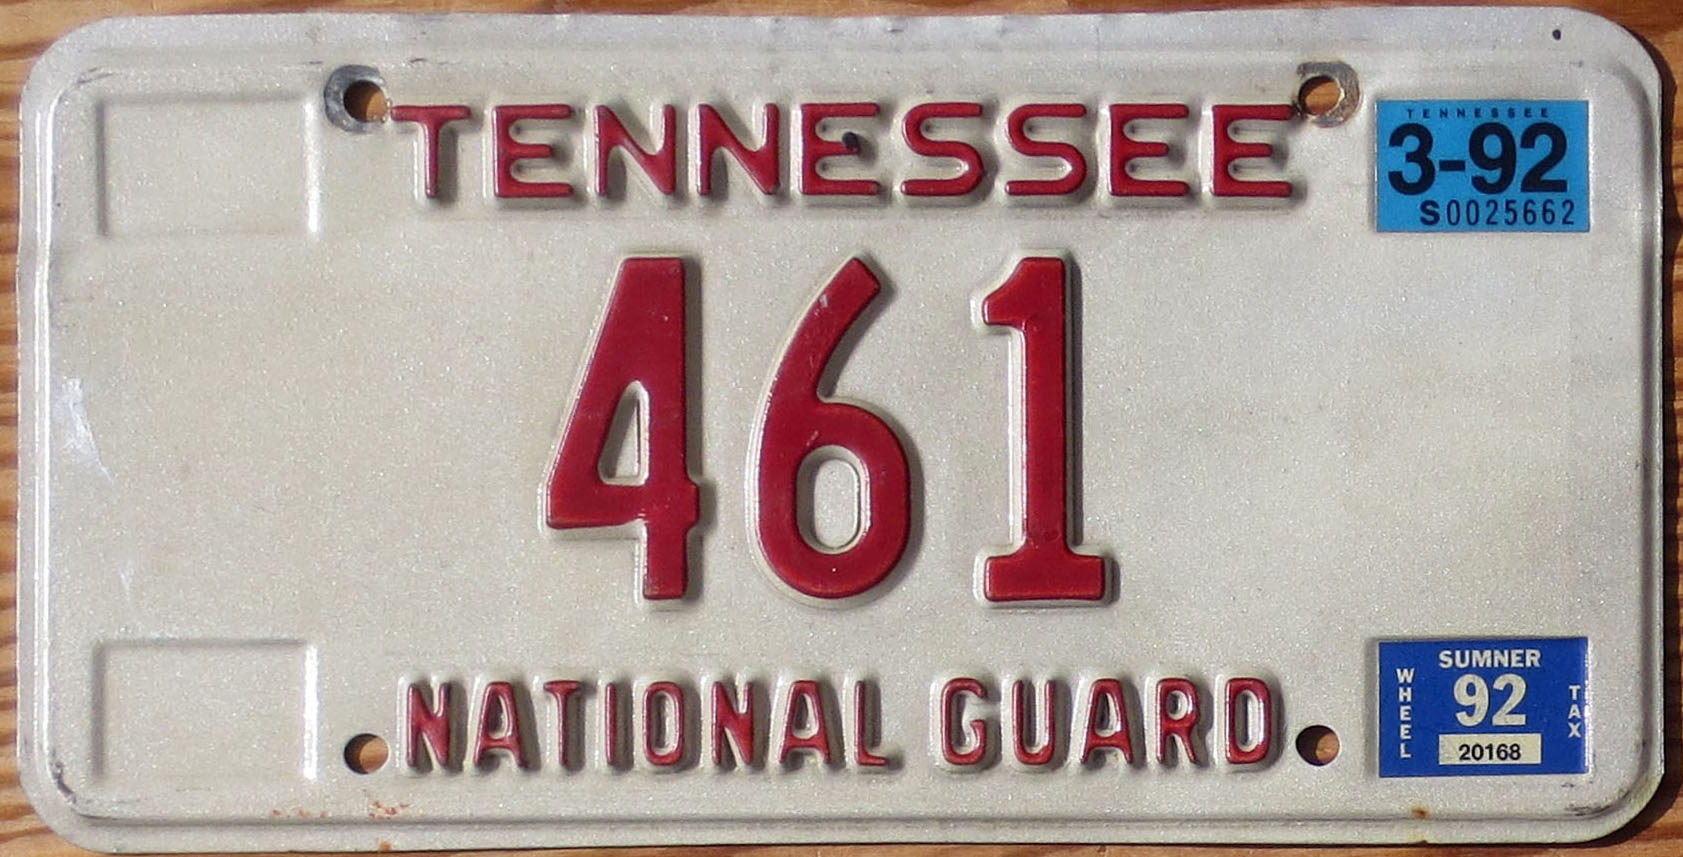 TENNESSEE
TENNESSEE
3-92
S0025662
461
NATIONAL GUARD
SUMNER
WHEEL
92
TAX
20168